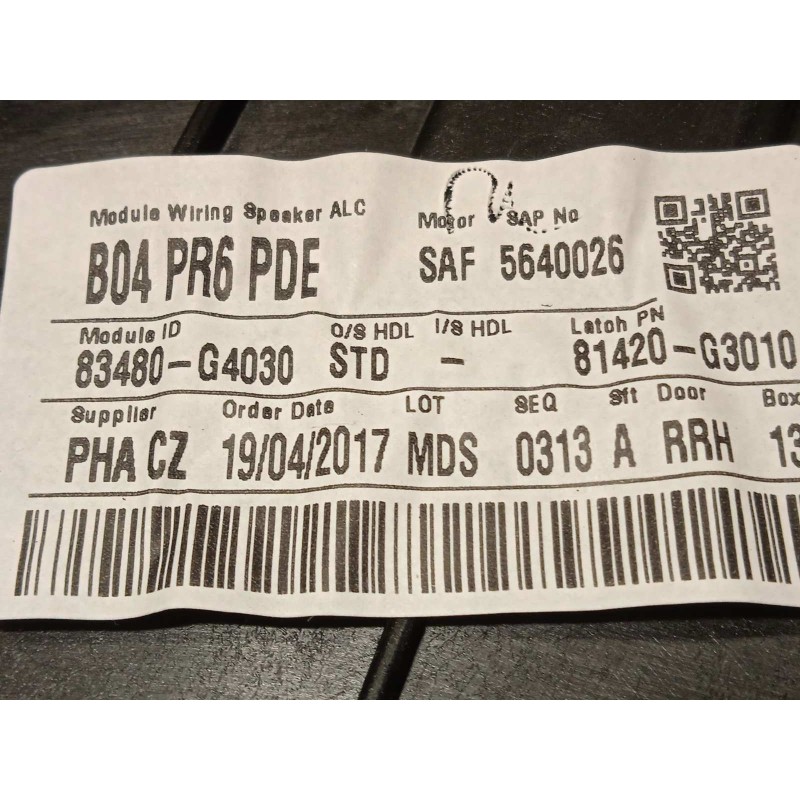 Module Wiring Speaker ALC Motor SAP No
B04 PR6 PDE SAF 5640026
Module ID O/S HDL I/S HDL Latch PN
83480-G4030 STD - 81420-G3010
Supplier Order Date LOT SEQ Sft Door Box
PHA CZ 19/04/2017 MDS 0313 A RRH 13